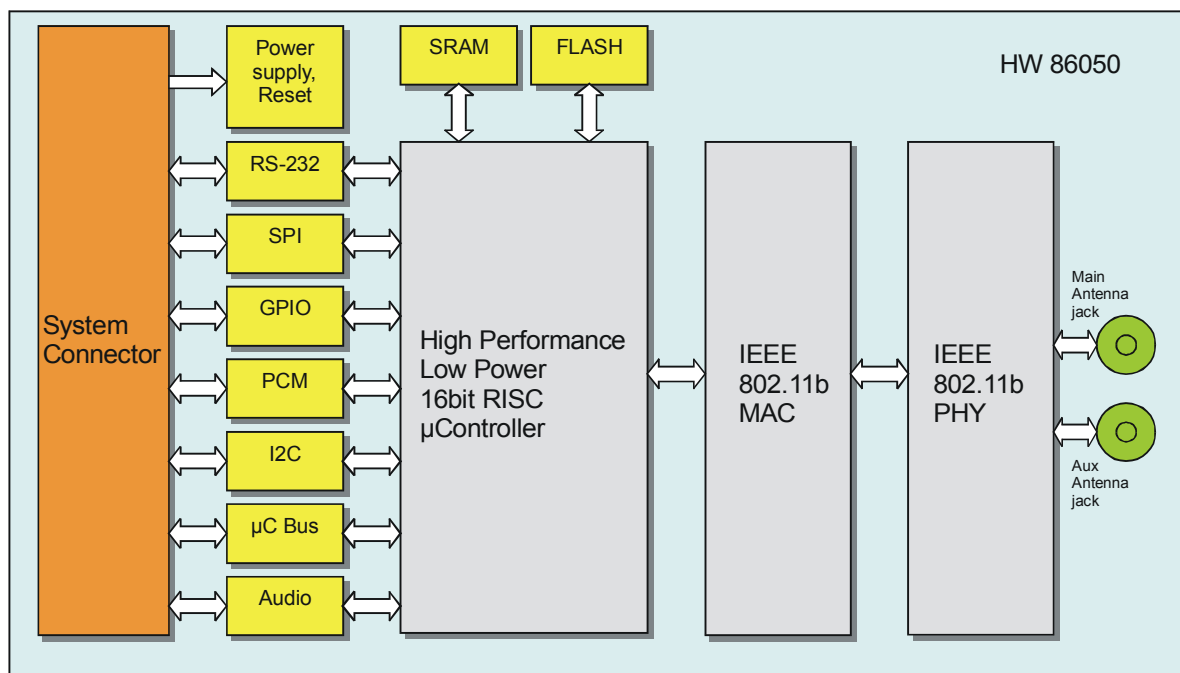 HW 86050
System
Connector
Power
supply,
Reset
RS-232
SPI
GPIO
PCM
I2C
µC Bus
Audio
SRAM
FLASH
High Performance
Low Power
16bit RISC
µController
IEEE
802.11b
MAC
IEEE
802.11b
PHY
Main
Antenna
jack
Aux
Antenna
jack